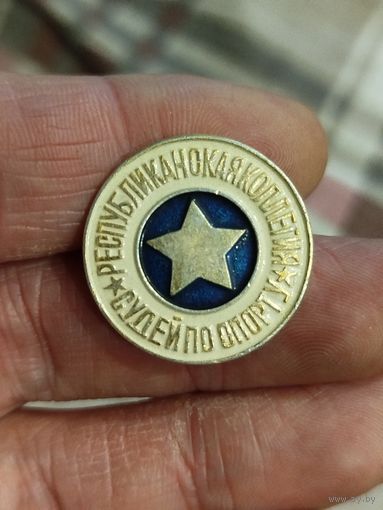 РЕСПУБЛИКАНСКАЯ КОЛЛЕГИЯ
СУДЕЙ ПО СПОРТУ